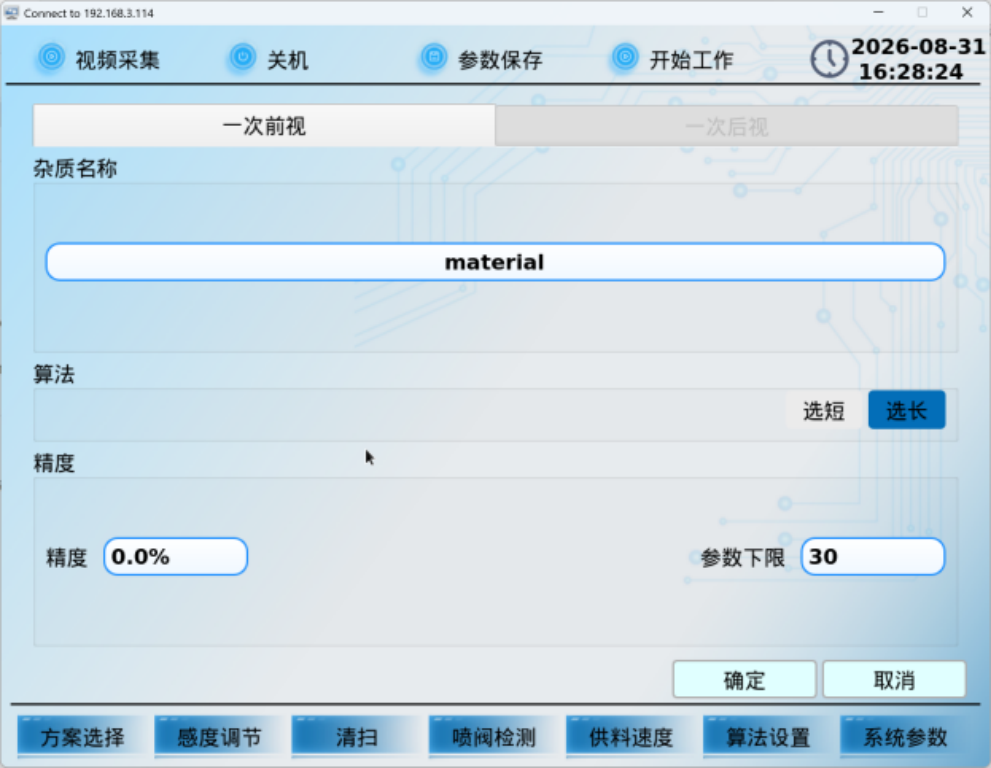 Connect to 192.168.3.114
视频采集 关机 参数保存 开始工作 2026-08-31
16:28:24
一次前视 一次后视
杂质名称
material
算法
选短 选长
精度
精度 0.0% 参数下限 30
确定 取消
方案选择 感度调节 清扫 喷阀检测 供料速度 算法设置 系统参数